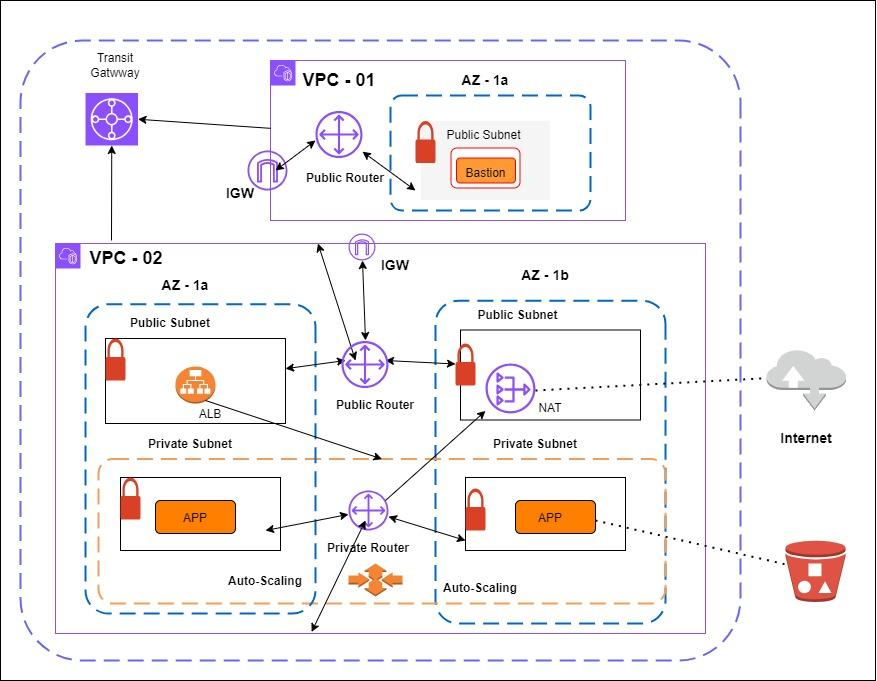 Transit
Gatwway
VPC - 01
AZ - 1a
Public Subnet
Bastion
Public Router
IGW
VPC - 02
IGW
AZ - 1a
AZ - 1b
Public Subnet
Public Subnet
ALB
Public Router
NAT
Internet
Private Subnet
Private Subnet
APP
APP
Private Router
Auto-Scaling
Auto-Scaling